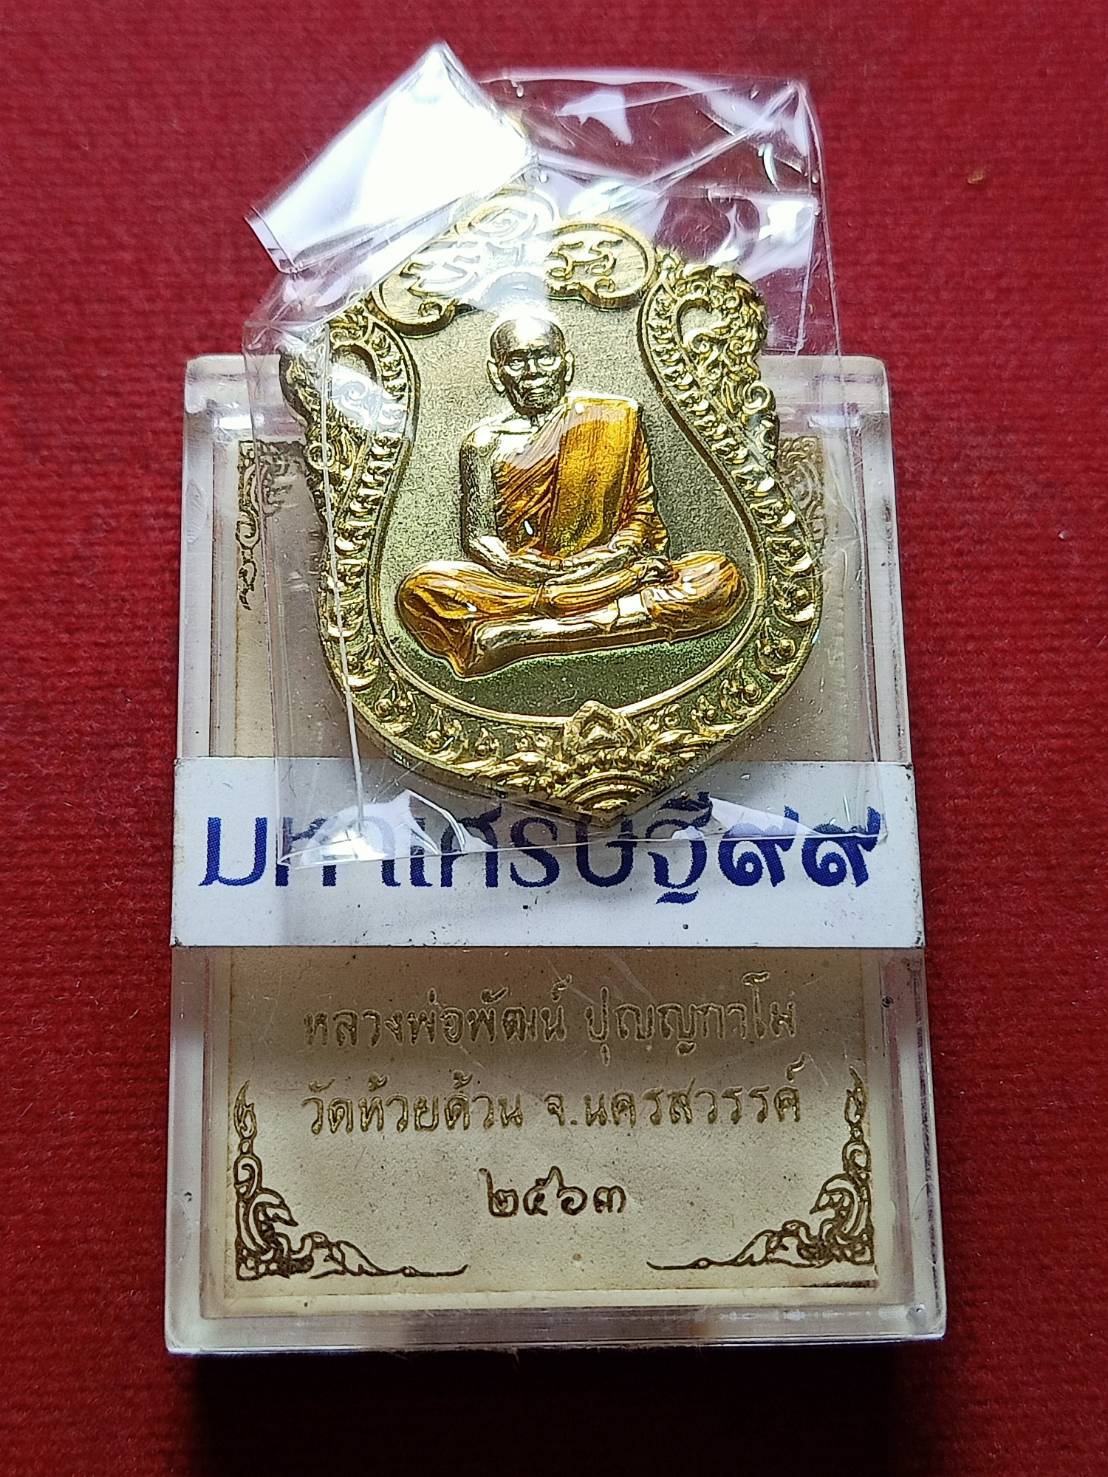 มหาเศรษฐี๙๙
หลวงพ่อพัฒน์ ปุญฺญกาโม
วัดห้วยด้วน จ.นครสวรรค์
๒๕๖๓